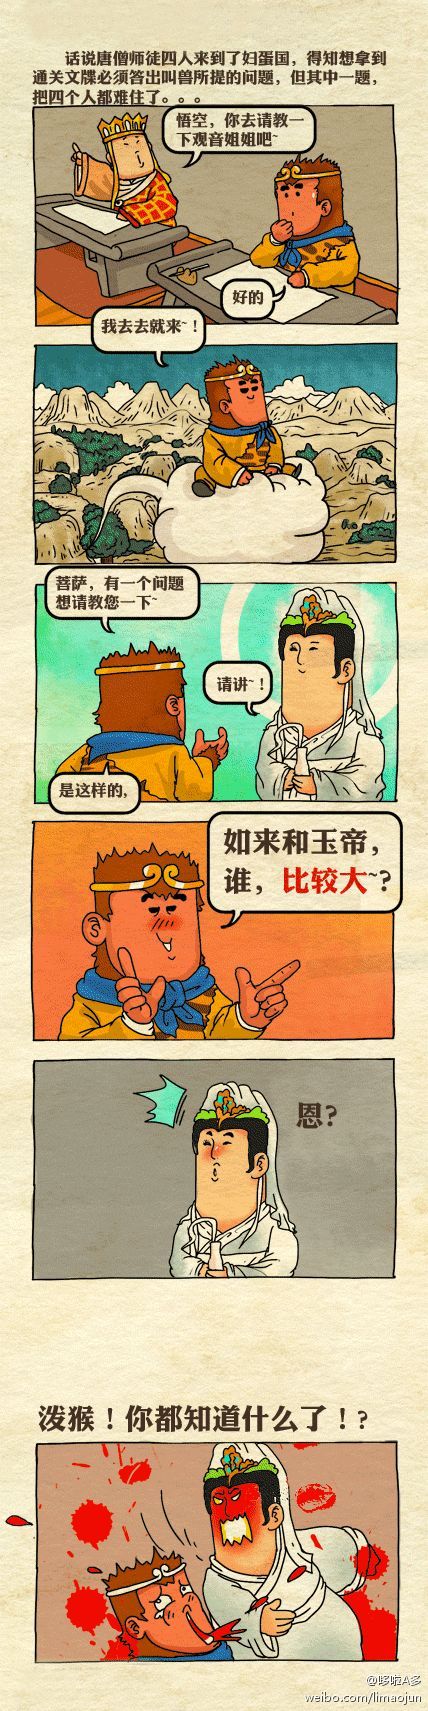 话说唐僧师徒四人来到了妇蛋国，得知想拿到
通关文牒必须答出叫兽所提的问题，但其中一题，
把四个人都难住了。。。
悟空，你去请教一
下观音姐姐吧~
好的
我去去就来~！
菩萨，有一个问题
想请教您一下~
请讲~！
是这样的，
如来和玉帝，
谁，比较大~?
恩?
泼猴！你都知道什么了！?
@哆啦A多
weibo.com/limaojun